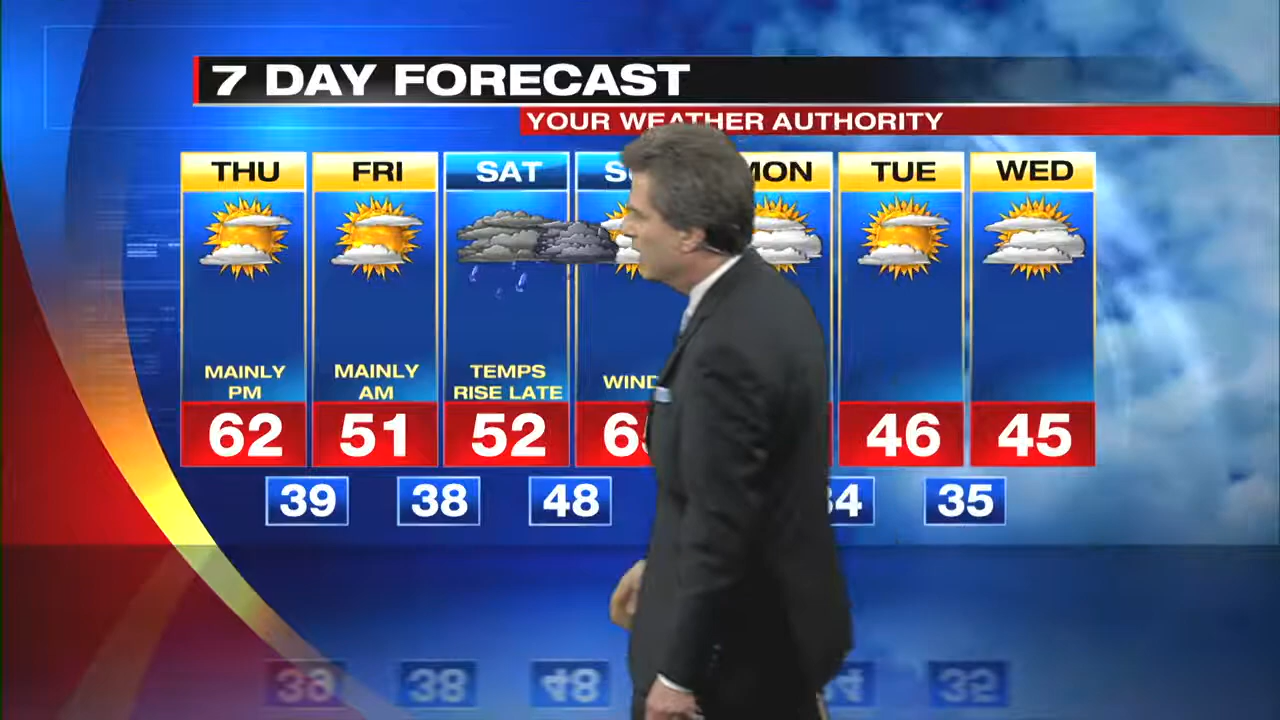 7 DAY FORECAST
YOUR WEATHER AUTHORITY
THU FRI SAT MON TUE WED
MAINLY PM
MAINLY AM
TEMPS RISE LATE
62 51 52 46 45
39 38 48 35